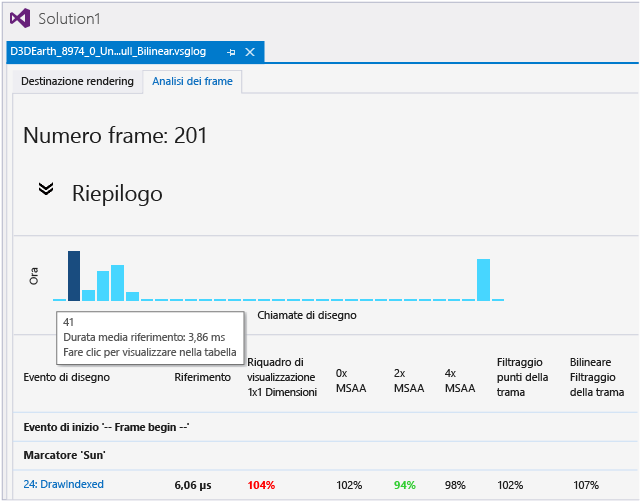 Solution1
D3DEarth_8974_0_Un...ull_Bilinear.vsglog
Destinazione rendering Analisi dei frame
Numero frame: 201
Riepilogo
Ora
Chiamate di disegno
41
Durata media riferimento: 3,86 ms
Fare clic per visualizzare nella tabella
Evento di disegno
Riferimento
Riquadro di
visualizzazione
1x1 Dimensioni
0x
MSAA
2x
MSAA
4x
MSAA
Filtraggio
punti della
trama
Bilineare
Filtraggio
della trama
Evento di inizio '-- Frame begin --'
Marcatore 'Sun'
24: DrawIndexed 6,06 µs 104% 102% 94% 98% 102% 107%